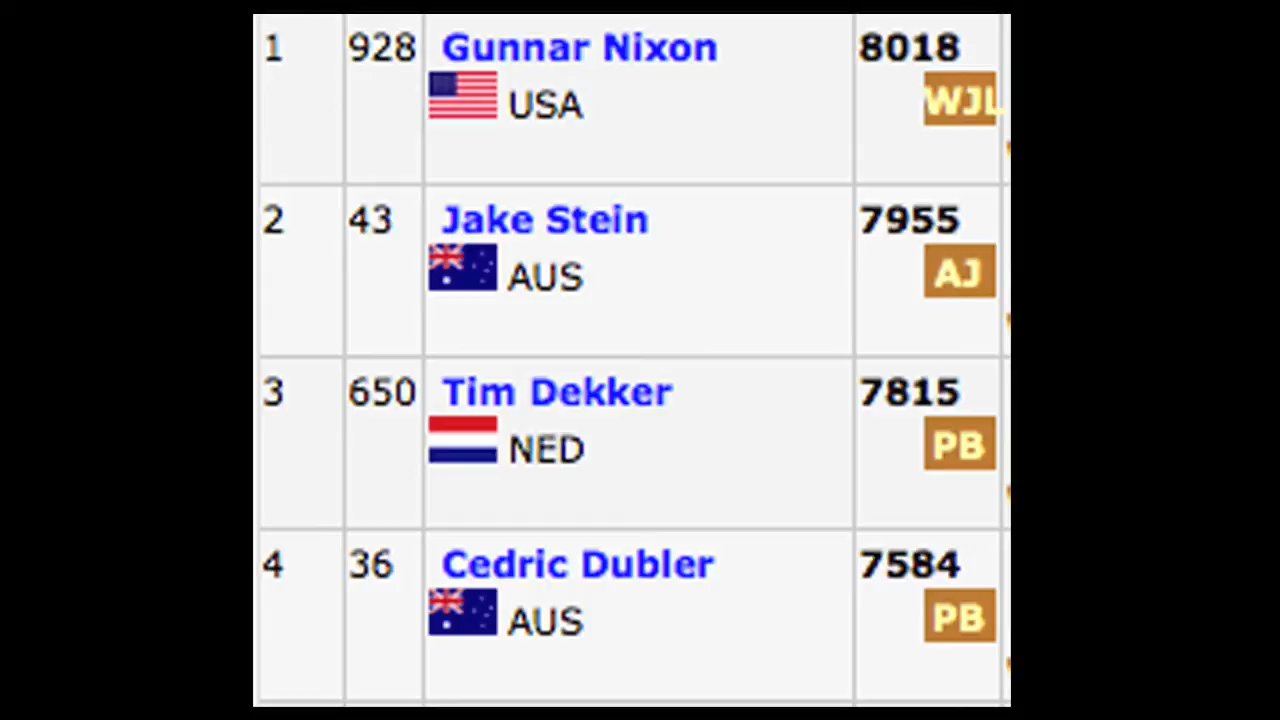 1 928 Gunnar Nixon 8018
USA WJL
2 43 Jake Stein 7955
AUS AJ
3 650 Tim Dekker 7815
NED PB
4 36 Cedric Dubler 7584
AUS PB